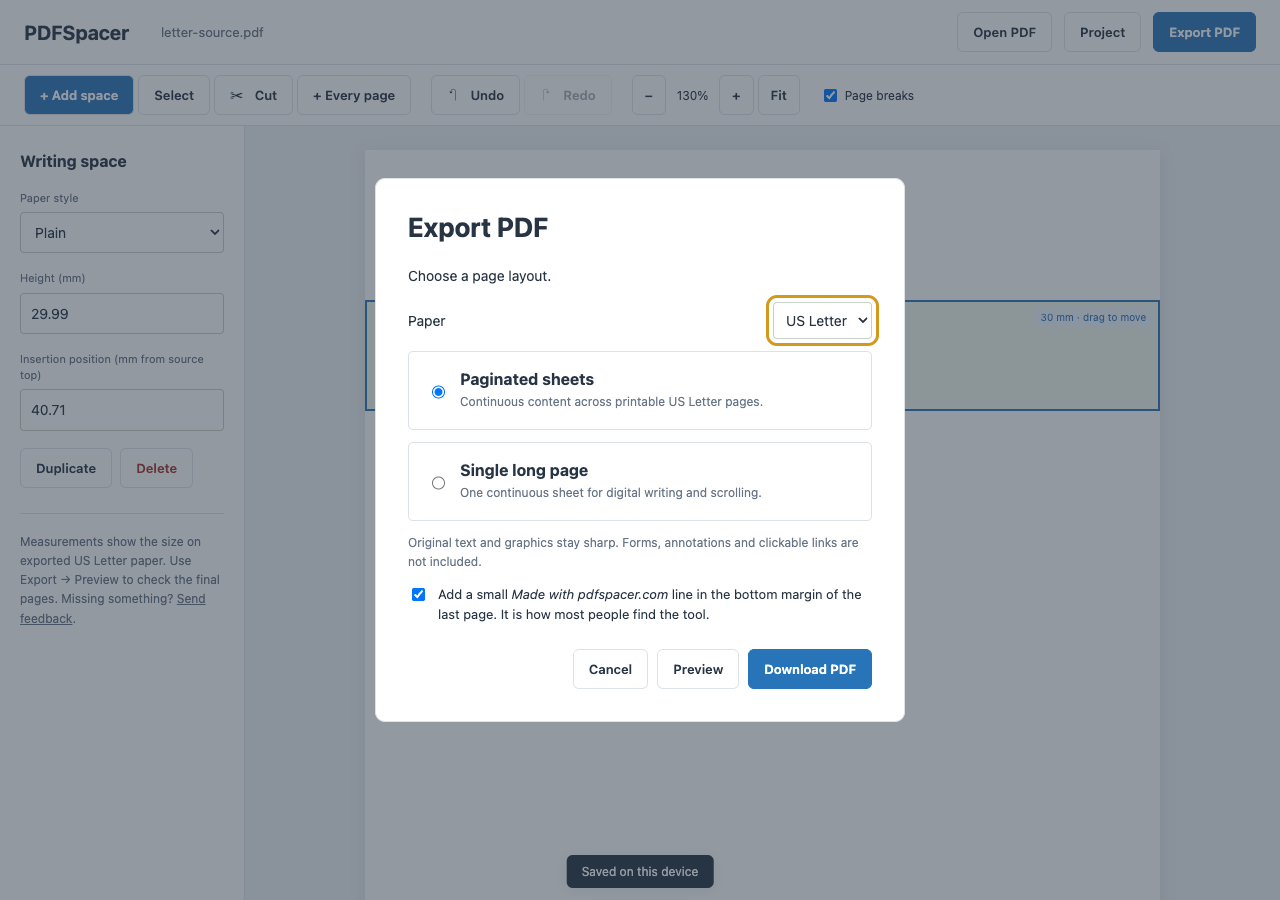 PDFSpacer
letter-source.pdf
Open PDF
Project
Export PDF
+ Add space
Select
Cut
+ Every page
Undo
Redo
−
130%
+
Fit
Page breaks
Writing space
Paper style
Plain
Height (mm)
29.99
Insertion position (mm from source
top)
40.71
Duplicate
Delete
Measurements show the size on
exported US Letter paper. Use
Export → Preview to check the final
pages. Missing something? Send
feedback.
30 mm · drag to move
Export PDF
Choose a page layout.
Paper
US Letter
Paginated sheets
Continuous content across printable US Letter pages.
Single long page
One continuous sheet for digital writing and scrolling.
Original text and graphics stay sharp. Forms, annotations and clickable links are
not included.
Add a small Made with pdfspacer.com line in the bottom margin of the
last page. It is how most people find the tool.
Cancel
Preview
Download PDF
Saved on this device